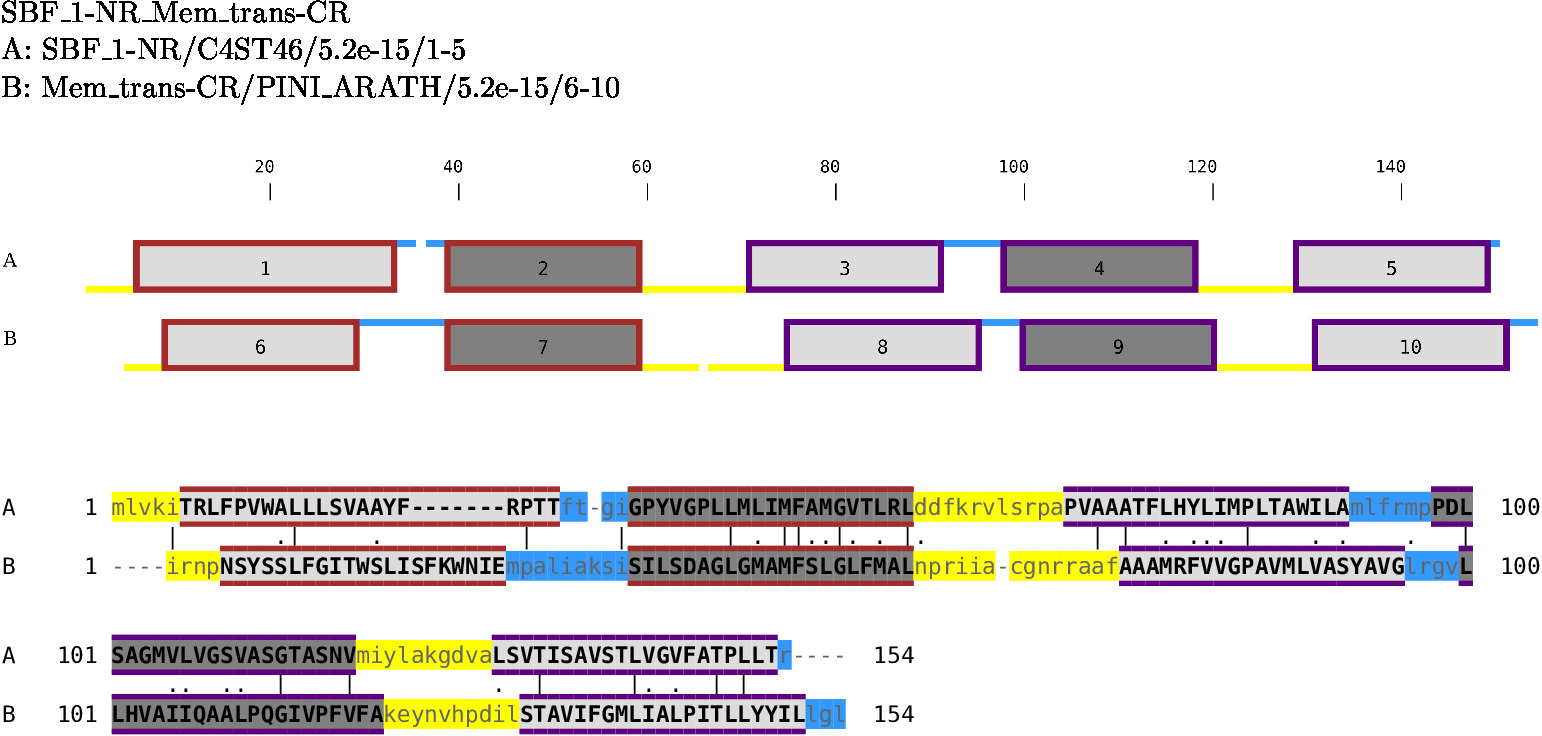 SBF_1-NR_Mem_trans-CR
A: SBF_1-NR/C4ST46/5.2e-15/1-5
B: Mem_trans-CR/PINI_ARATH/5.2e-15/6-10
20 40 60 80 100 120 140
A 1 2 3 4 5
B 6 7 8 9 10
A 1 mlvkiTRLFPVWALLLSVAAYF-------RPTTft-giGPYVGPLLMLIMFAMGVTLRLddfkrvlsrpaPVAAATFLHYLIMPLTAWILAmlfrmpPDL 100
B 1 ----irnpNSYSSLFGITWSLISFKWNIEmpaliaksiSILSDAGLGMAMFSLGLFMALnpriia-cgnrraafAAAMRFVVGPAVMLVASYAVGlrgvL 100
A 101 SAGMVLVGSVASGTASNVmiylakgdvaLSVTISAVSTLVGVFATPLLTr---- 154
B 101 LHVAIIQAALPQGIVPFVFAkeynvhpdilSTAVIFGMLIALPITLLYYILlgl 154